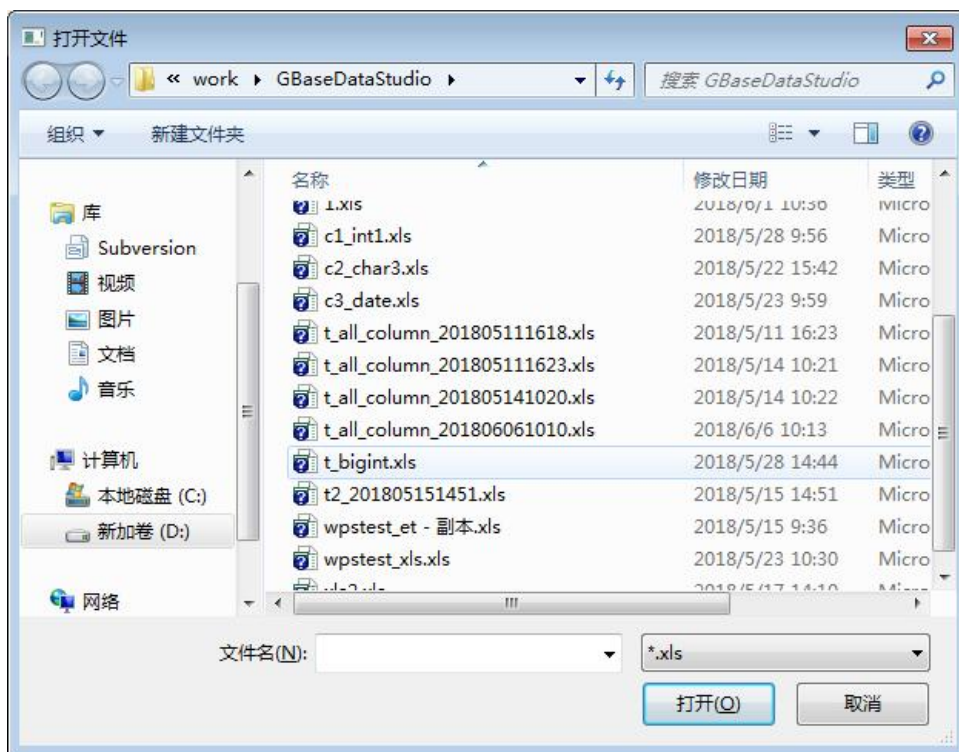 打开文件
« work ▸ GBaseDataStudio ▸
搜索 GBaseDataStudio
组织 新建文件夹
名称 修改日期 类型
1.xls 2018/6/1 10:36 Micro
库
c1_int1.xls 2018/5/28 9:56 Micro
Subversion
c2_char3.xls 2018/5/22 15:42 Micro
视频
c3_date.xls 2018/5/23 9:59 Micro
图片
t_all_column_201805111618.xls 2018/5/11 16:23 Micro
文档
t_all_column_201805111623.xls 2018/5/14 10:21 Micro
音乐
t_all_column_201805141020.xls 2018/5/14 10:22 Micro
t_all_column_201806061010.xls 2018/6/6 10:13 Micro
计算机
t_bigint.xls 2018/5/28 14:44 Micro
本地磁盘 (C:)
t2_201805151451.xls 2018/5/15 14:51 Micro
新加卷 (D:)
wpstest_et - 副本.xls 2018/5/15 9:36 Micro
wpstest_xls.xls 2018/5/23 10:30 Micro
网络
文件名(N):
*.xls
打开(O) 取消